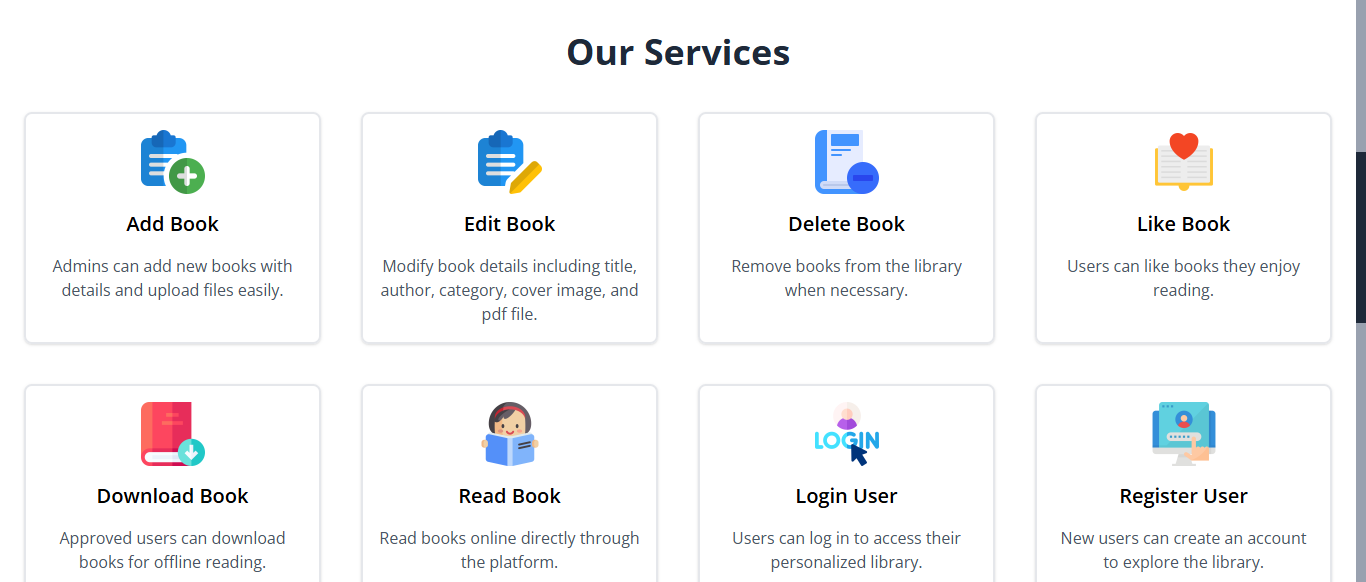 Our Services
Add Book
Admins can add new books with
details and upload files easily.
Edit Book
Modify book details including title,
author, category, cover image, and
pdf file.
Delete Book
Remove books from the library
when necessary.
Like Book
Users can like books they enjoy
reading.
Download Book
Approved users can download
books for offline reading.
Read Book
Read books online directly through
the platform.
LOGIN
Login User
Users can log in to access their
personalized library.
Register User
New users can create an account
to explore the library.